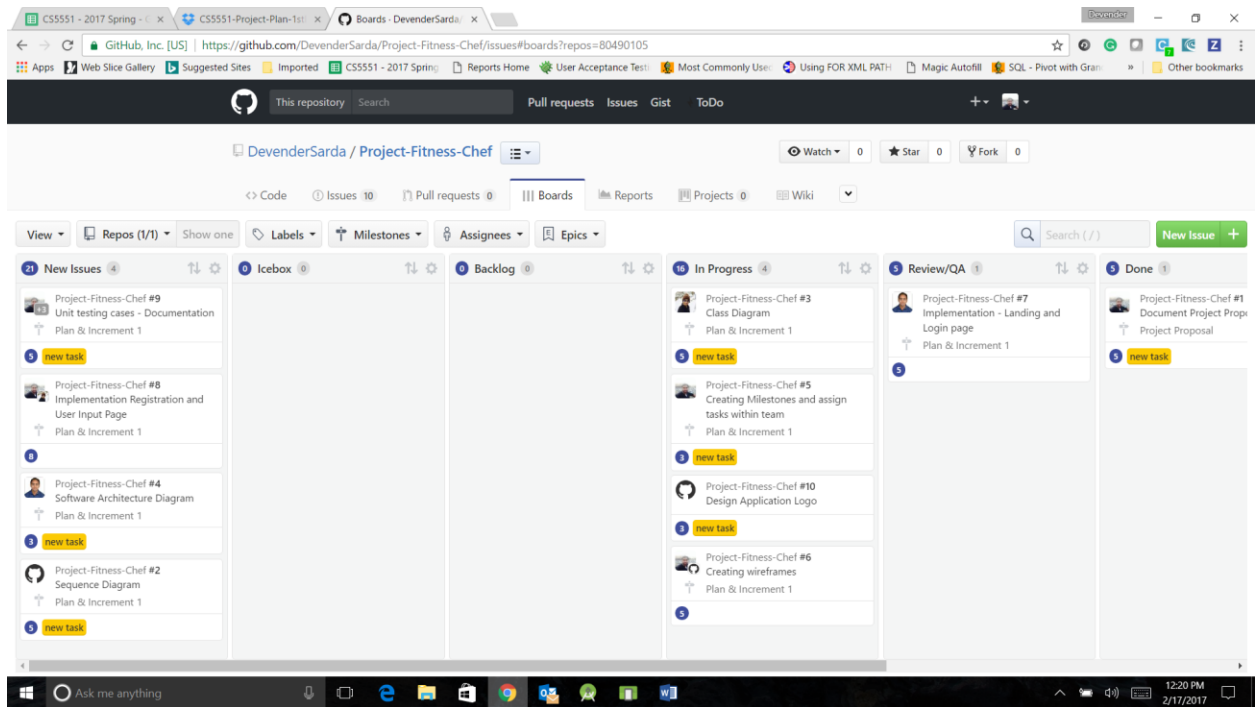 CS5551 - 2017 Spring -
CS5551-Project-Plan-1st
Boards - DevenderSarda/
Devender
GitHub, Inc. [US] | https://github.com/DevenderSarda/Project-Fitness-Chef/issues#boards?repos=80490105
Apps Web Slice Gallery Suggested Sites Imported CS5551 - 2017 Spring Reports Home User Acceptance Test Most Commonly Use Using FOR XML PATH Magic Autofill SQL - Pivot with Gran » Other bookmarks
This repository Search Pull requests Issues Gist ToDo
DevenderSarda / Project-Fitness-Chef
Watch 0 Star 0 Fork 0
Code Issues 10 Pull requests 0 Boards Reports Projects 0 Wiki
View Repos (1/1) Show one Labels Milestones Assignees E Epics Search ( / ) New Issue +
21 New Issues 4
Project-Fitness-Chef #9
+3
Unit testing cases - Documentation
Plan & Increment 1
5 new task
Project-Fitness-Chef #8
Implementation Registration and
User Input Page
Plan & Increment 1
8
Project-Fitness-Chef #4
Software Architecture Diagram
Plan & Increment 1
3 new task
Project-Fitness-Chef #2
Sequence Diagram
Plan & Increment 1
5 new task
0 Icebox 0
0 Backlog 0
16 In Progress 4
Project-Fitness-Chef #3
Class Diagram
Plan & Increment 1
5 new task
Project-Fitness-Chef #5
Creating Milestones and assign
tasks within team
Plan & Increment 1
3 new task
Project-Fitness-Chef #10
Design Application Logo
3 new task
Project-Fitness-Chef #6
Creating wireframes
Plan & Increment 1
5
5 Review/QA 1
Project-Fitness-Chef #7
Implementation - Landing and
Login page
Plan & Increment 1
5
5 Done 1
Project-Fitness-Chef #1
Document Project Prop
Project Proposal
5 new task
Ask me anything
12:20 PM
2/17/2017